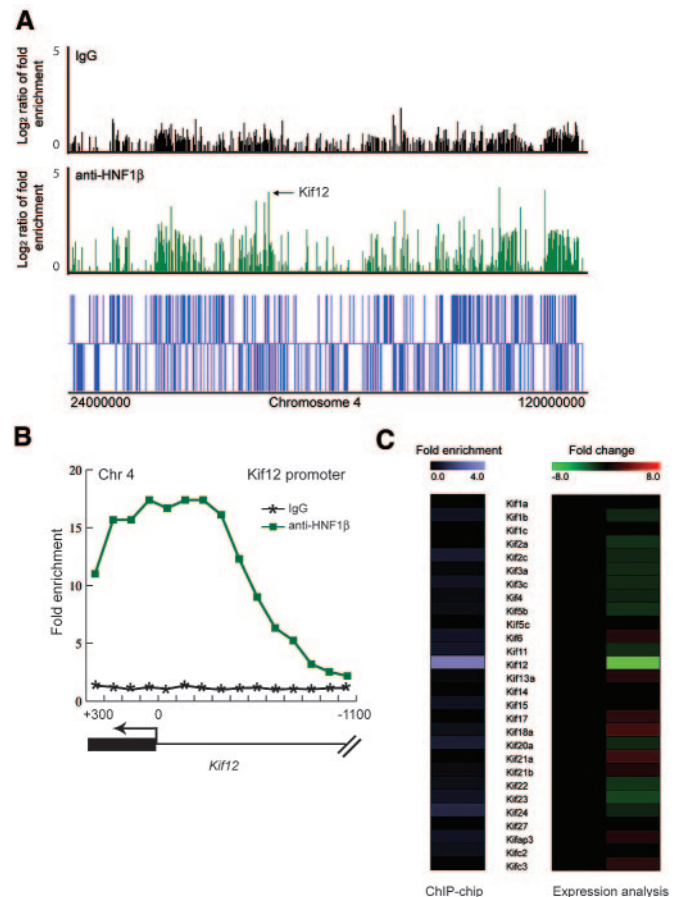 A
5
IgG
Log2 ratio of fold
enrichment
0
5
anti-HNF1β
Kif12
Log2 ratio of fold
enrichment
0
24000000 Chromosome 4 120000000
B
Chr 4 Kif12 promoter
20
IgG
anti-HNF1β
15
Fold enrichment
10
5
0
+300 0 -1100
Kif12
C
Fold enrichment Fold change
0.0 4.0 -8.0 8.0
Kif1a
Kif1b
Kif1c
Kif2a
Kif2c
Kif3a
Kif3c
Kif4
Kif5b
Kif5c
Kif6
Kif11
Kif12
Kif13a
Kif14
Kif15
Kif17
Kif18a
Kif20a
Kif21a
Kif21b
Kif22
Kif23
Kif24
Kif27
Kifap3
Kifc2
Kifc3
ChIP-chip Expression analysis